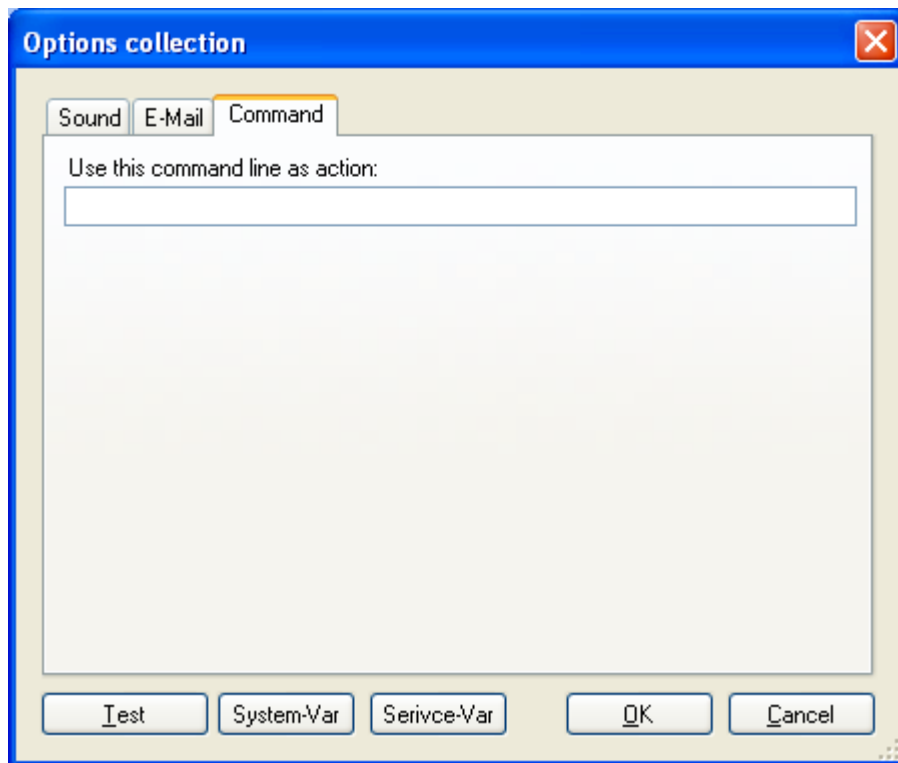 Options collection
Sound E-Mail Command
Use this command line as action:
Test System-Var Serivce-Var OK Cancel